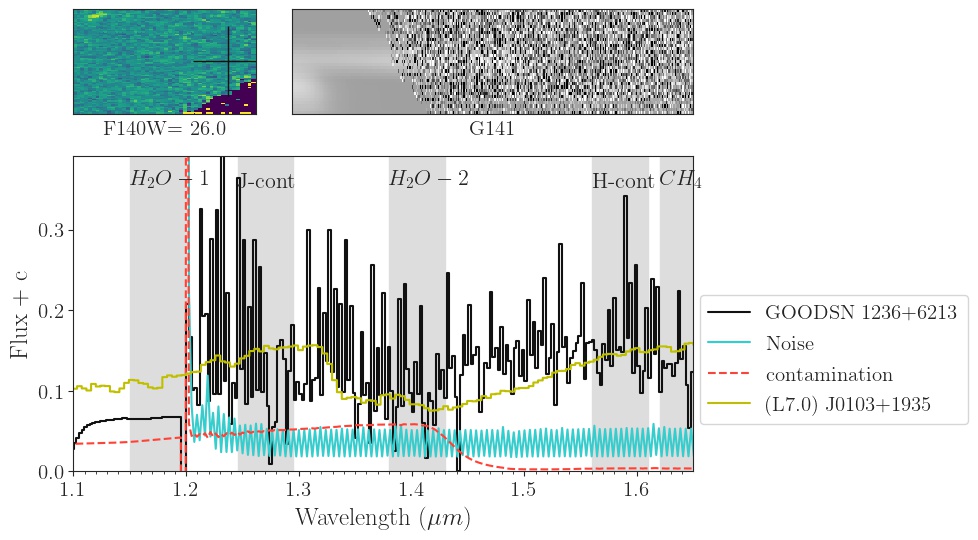 F140W= 26.0
G141
H₂O − 1
J-cont
H₂O − 2
H-cont
CH₄
0.3
0.2
0.1
0.0
Flux + c
1.1
1.2
1.3
1.4
1.5
1.6
Wavelength (μm)
GOODSN 1236+6213
Noise
contamination
(L7.0) J0103+1935